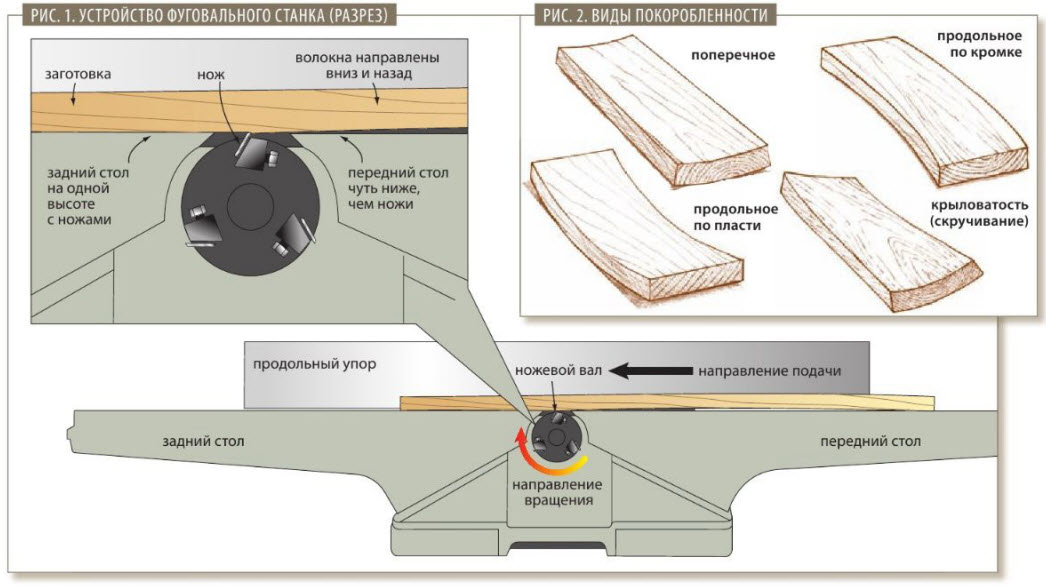 РИС. 1. УСТРОЙСТВО ФУГОВАЛЬНОГО СТАНКА (РАЗРЕЗ)
заготовка
нож
волокна направлены
вниз и назад
задний стол
на одной
высоте
с ножами
передний стол
чуть ниже,
чем ножи
РИС. 2. ВИДЫ ПОКОРОБЛЕННОСТИ
поперечное
продольное
по кромке
продольное
по пласти
крыловатость
(скручивание)
продольный упор
ножевой вал
направление подачи
задний стол
передний стол
направление
вращения